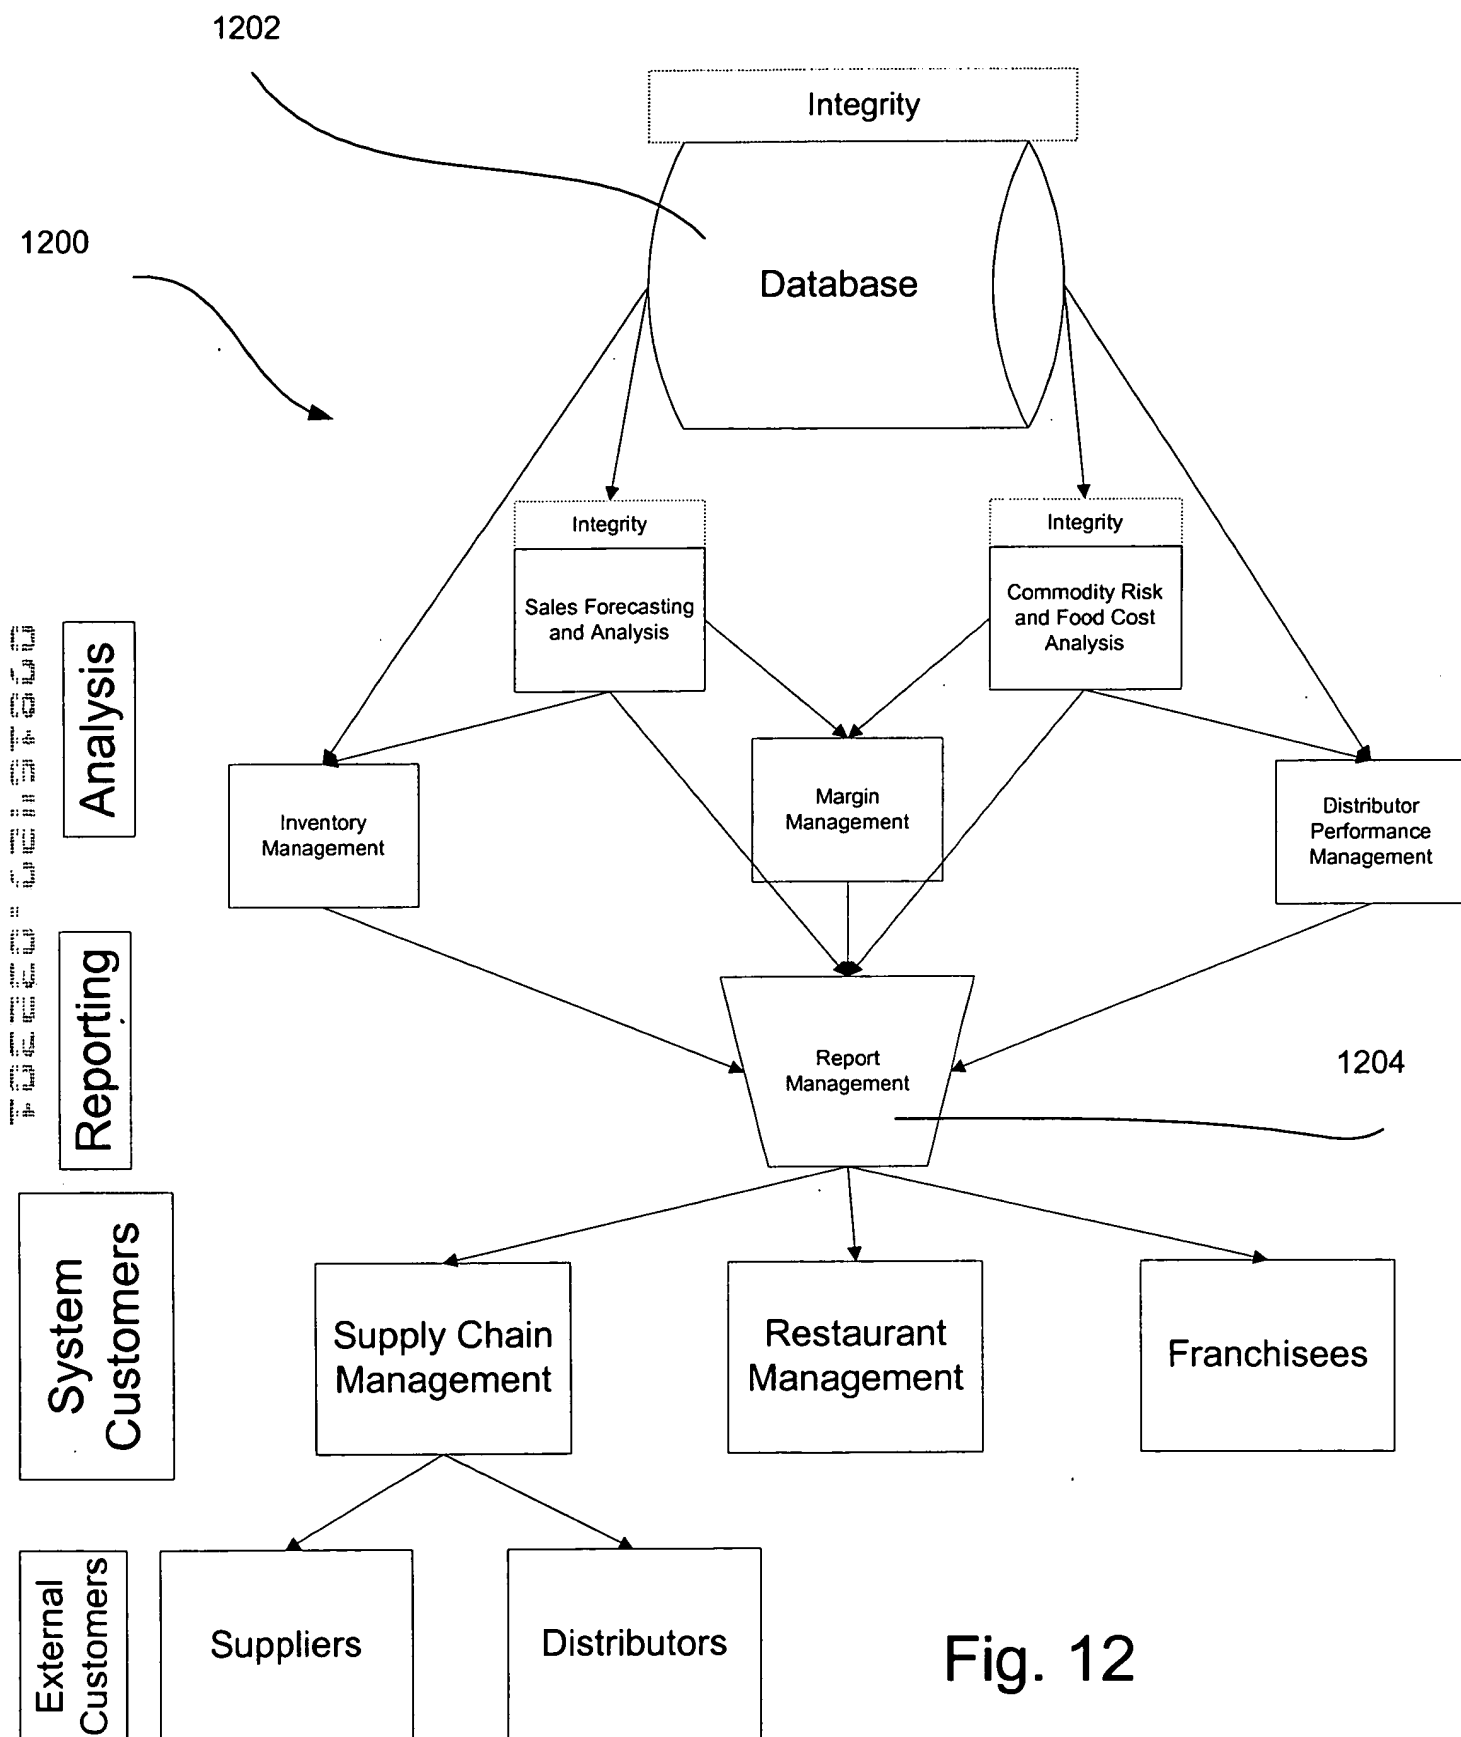 1202
Integrity
1200
Database
Integrity
Integrity
Sales Forecasting
and Analysis
Commodity Risk
and Food Cost
Analysis
Analysis
Inventory
Management
Margin
Management
Distributor
Performance
Management
Reporting
Report
Management
1204
System
Customers
Supply Chain
Management
Restaurant
Management
Franchisees
External
Customers
Suppliers
Distributors
Fig. 12